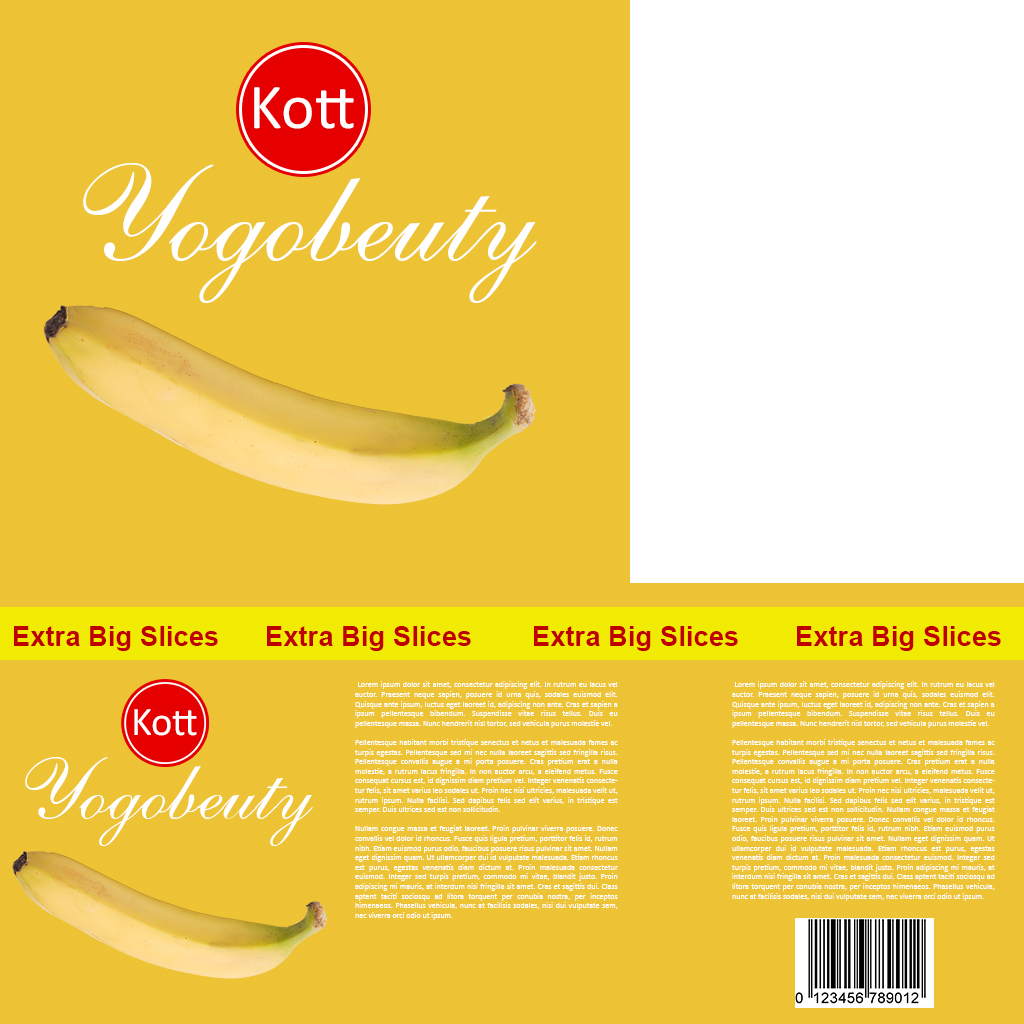 Kott
Yogobeuty
Extra Big Slices
Extra Big Slices
Extra Big Slices
Extra Big Slices
Kott
Yogobeuty
Lorem ipsum dolor sit amet, consectetur adipiscing elit. In rutrum eu lacus vel
auctor. Praesent neque sapien, posuere id urna quis, sodales euismod elit.
Quisque ante ipsum, luctus eget laoreet id, adipiscing non ante. Cras et sapien a
ipsum pellentesque bibendum. Suspendisse vitae risus tellus. Duis eu
pellentesque massa. Nunc hendrerit nisi tortor, sed vehicula purus molestie vel.
Pellentesque habitant morbi tristique senectus et netus et malesuada fames ac
turpis egestas. Pellentesque sed mi nec nulla laoreet sagittis sed fringilla risus.
Pellentesque convallis augue a mi porta posuere. Cras pretium erat a nulla
molestie, a rutrum lacus fringilla. In non auctor arcu, a eleifend metus. Fusce
consequat cursus est, id dignissim diam pretium vel. Integer venenatis consecte-
tur felis, sit amet varius leo sodales ut. Proin nec nisi ultricies, malesuada velit ut,
rutrum ipsum. Nulla facilisi. Sed dapibus felis sed elit varius, in tristique est
semper. Duis ultrices sed est non sollicitudin.
Nullam congue massa et feugiat laoreet. Proin pulvinar viverra posuere. Donec
convallis vel dolor id rhoncus. Fusce quis ligula pretium, porttitor felis id, rutrum
nibh. Etiam euismod purus odio, faucibus posuere risus pulvinar sit amet. Nullam
eget dignissim quam. Ut ullamcorper dui id vulputate malesuada. Etiam rhoncus
est purus, egestas venenatis diam dictum at. Proin malesuada consectetur
euismod. Integer sed turpis pretium, commodo mi vitae, blandit justo. Proin
adipiscing mi mauris, at interdum nisi fringilla sit amet. Cras et sagittis dui. Class
aptent taciti sociosqu ad litora torquent per conubia nostra, per inceptos
himenaeos. Phasellus vehicula, nunc at facilisis sodales, nisi dui vulputate sem,
nec viverra orci odio ut ipsum.
Lorem ipsum dolor sit amet, consectetur adipiscing elit. In rutrum eu lacus vel
auctor. Praesent neque sapien, posuere id urna quis, sodales euismod elit.
Quisque ante ipsum, luctus eget laoreet id, adipiscing non ante. Cras et sapien a
ipsum pellentesque bibendum. Suspendisse vitae risus tellus. Duis eu
pellentesque massa. Nunc hendrerit nisi tortor, sed vehicula purus molestie vel.
Pellentesque habitant morbi tristique senectus et netus et malesuada fames ac
turpis egestas. Pellentesque sed mi nec nulla laoreet sagittis sed fringilla risus.
Pellentesque convallis augue a mi porta posuere. Cras pretium erat a nulla
molestie, a rutrum lacus fringilla. In non auctor arcu, a eleifend metus. Fusce
consequat cursus est, id dignissim diam pretium vel. Integer venenatis consecte-
tur felis, sit amet varius leo sodales ut. Proin nec nisi ultricies, malesuada velit ut,
rutrum ipsum. Nulla facilisi. Sed dapibus felis sed elit varius, in tristique est
semper. Duis ultrices sed est non sollicitudin. Nullam congue massa et feugiat
laoreet. Proin pulvinar viverra posuere. Donec convallis vel dolor id rhoncus.
Fusce quis ligula pretium, porttitor felis id, rutrum nibh. Etiam euismod purus
odio, faucibus posuere risus pulvinar sit amet. Nullam eget dignissim quam. Ut
ullamcorper dui id vulputate malesuada. Etiam rhoncus est purus, egestas
venenatis diam dictum at. Proin malesuada consectetur euismod. Integer sed
turpis pretium, commodo mi vitae, blandit justo. Proin adipiscing mi mauris, at
interdum nisi fringilla sit amet. Cras et sagittis dui. Class aptent taciti sociosqu ad
litora torquent per conubia nostra, per inceptos himenaeos. Phasellus vehicula,
nunc at facilisis sodales, nisi dui vulputate sem, nec viverra orci odio ut ipsum.
0 123456 789012